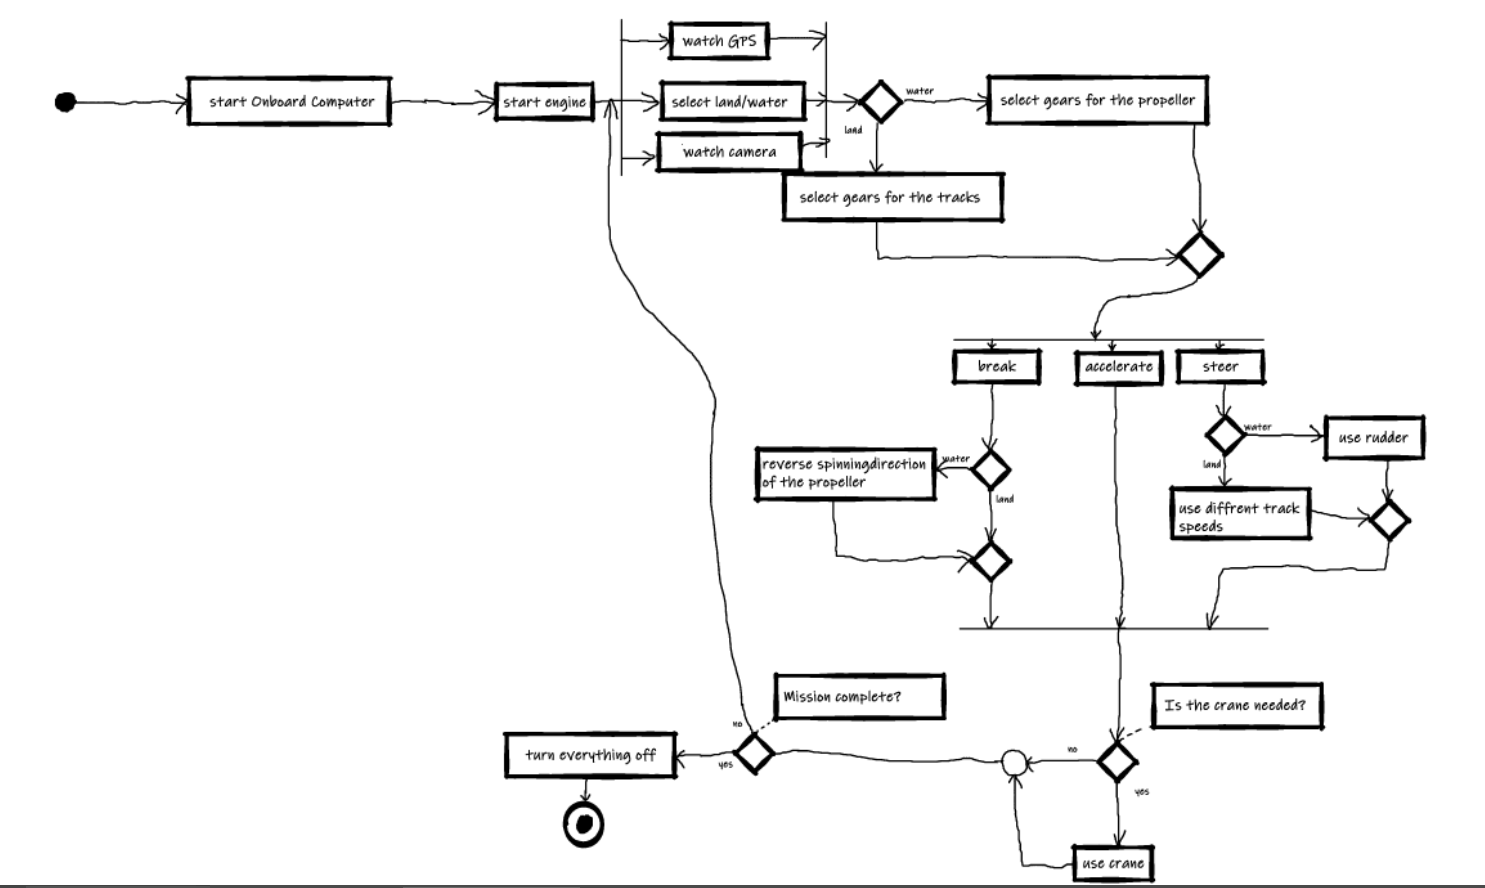 watch GPS
start Onboard Computer
start engine
select land/water
water
select gears for the propeller
land
watch camera
select gears for the tracks
break
accelerate
steer
water
use rudder
land
reverse spinningdirection
of the propeller
water
land
use diffrent track
speeds
Mission complete?
Is the crane needed?
no
turn everything off
yes
no
yes
use crane